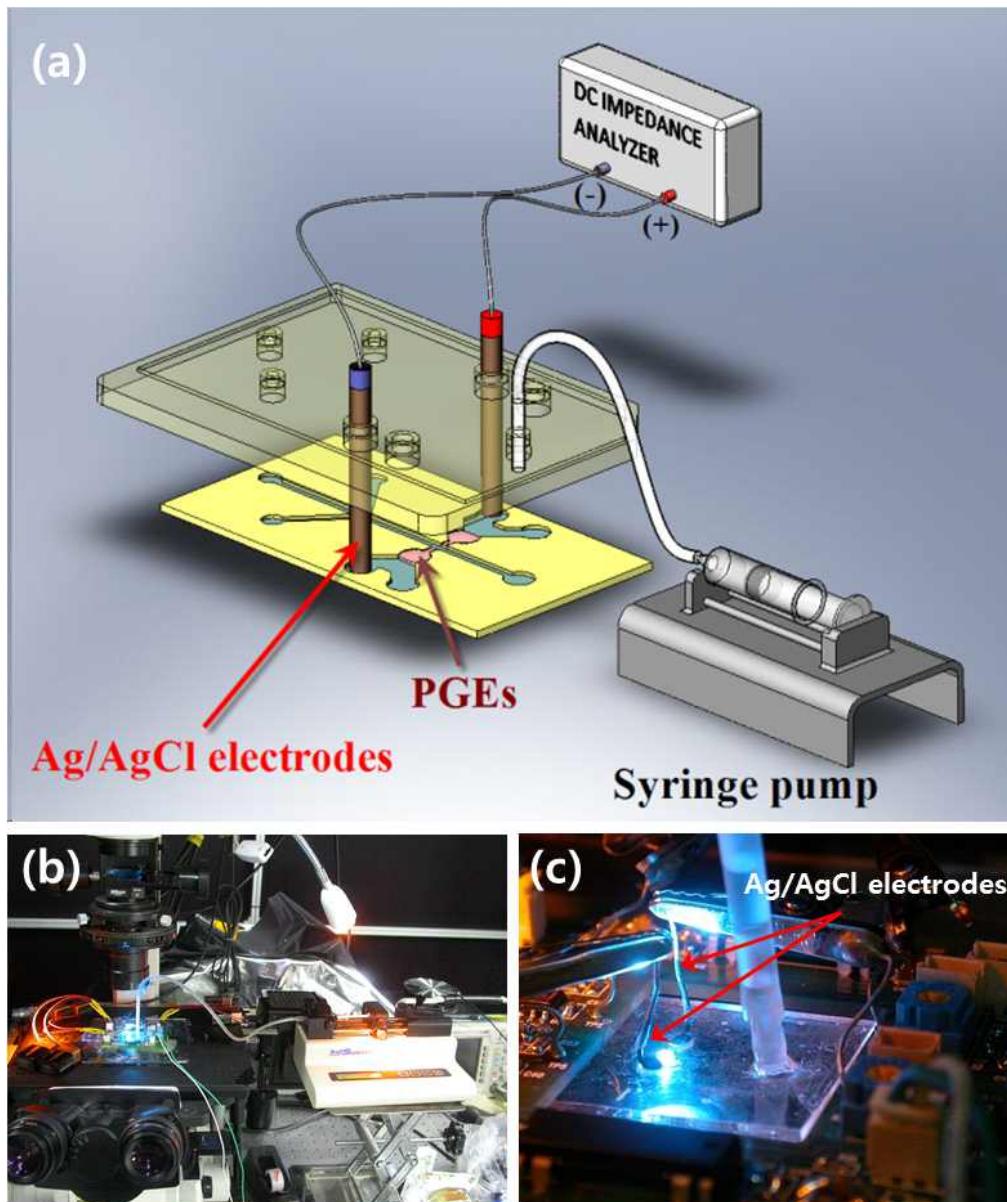 (a)
DC IMPEDANCE
ANALYZER
(-)
(+)
PGEs
Ag/AgCl electrodes
Syringe pump
(b)
(c)
Ag/AgCl electrodes